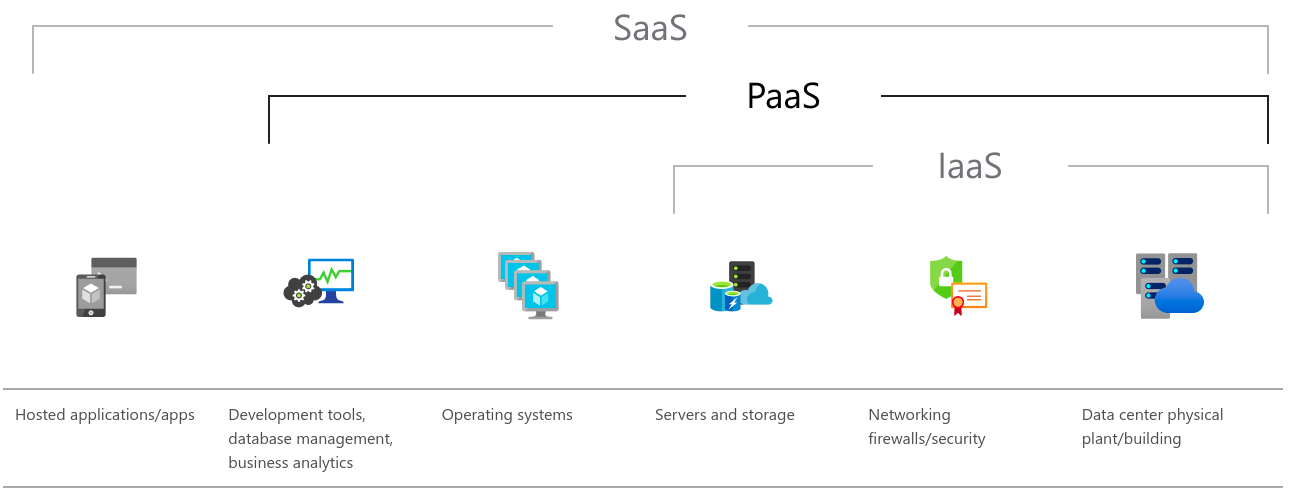 SaaS
PaaS
IaaS
Hosted applications/apps
Development tools,
database management,
business analytics
Operating systems
Servers and storage
Networking
firewalls/security
Data center physical
plant/building